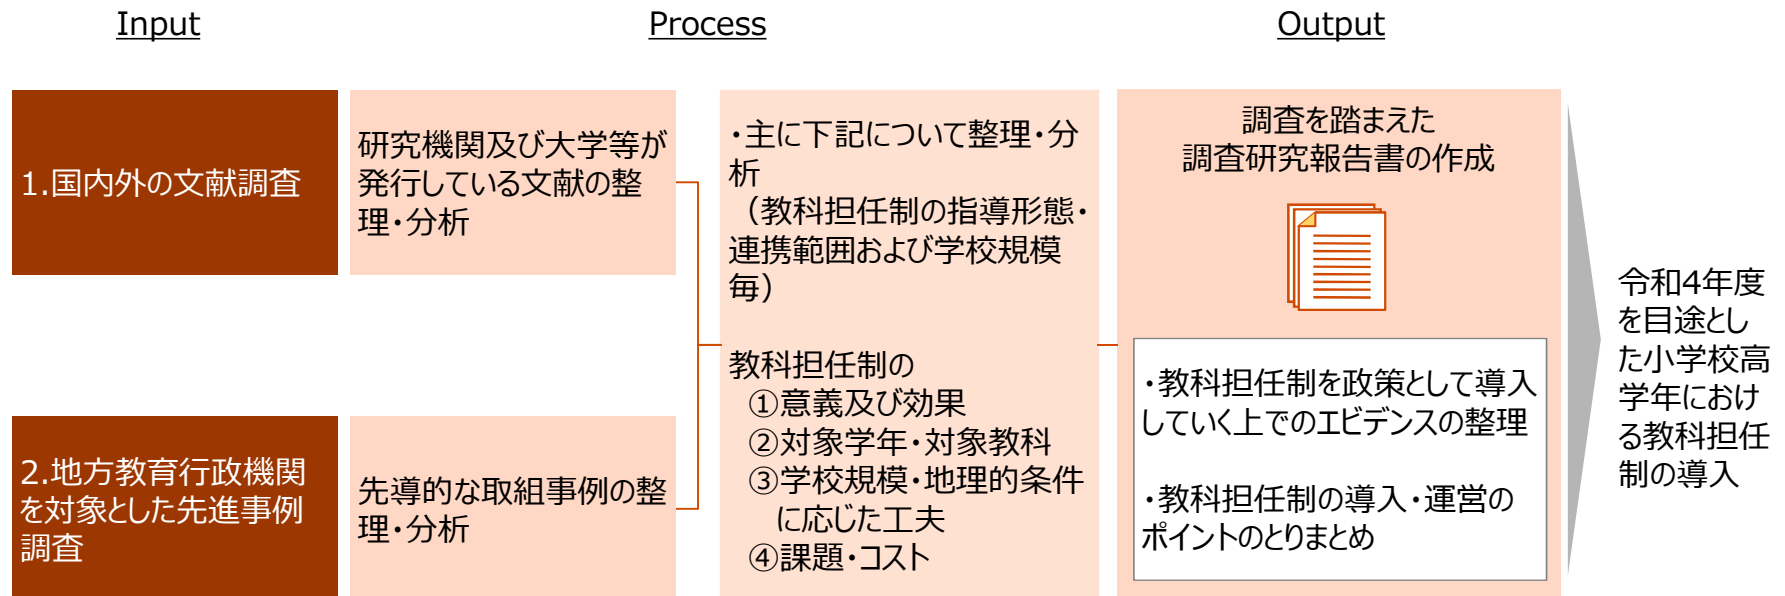 Input
Process
Output
1.国内外の文献調査
研究機関及び大学等が
発行している文献の整
理・分析
2.地方教育行政機関
を対象とした先進事例
調査
先導的な取組事例の整
理・分析
・主に下記について整理・分
析
（教科担任制の指導形態・
連携範囲および学校規模
毎）
教科担任制の
①意義及び効果
②対象学年・対象教科
③学校規模・地理的条件
に応じた工夫
④課題・コスト
調査を踏まえた
調査研究報告書の作成
・教科担任制を政策として導入
していく上でのエビデンスの整理
・教科担任制の導入・運営の
ポイントのとりまとめ
令和4年度
を目途とし
た小学校高
学年におけ
る教科担任
制の導入